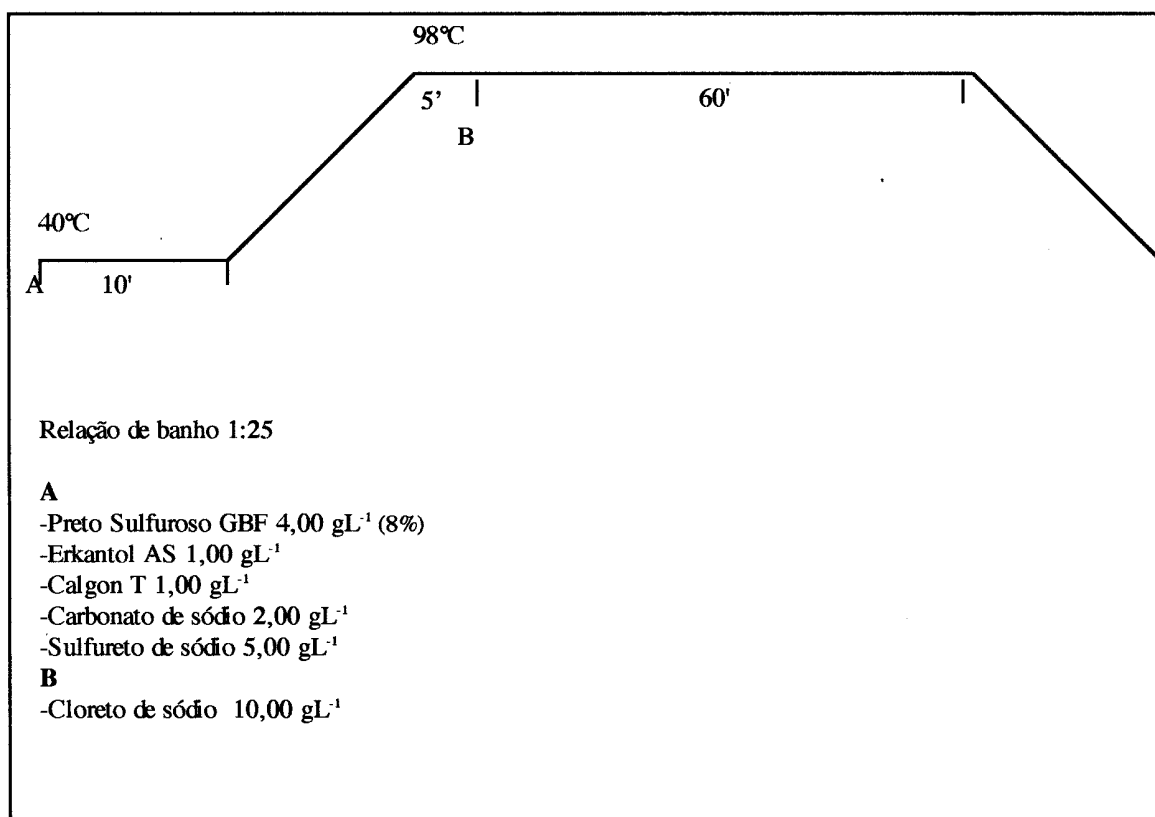 98°C
5’ 60'
B
40°C
A 10'
Relação de banho 1:25
A
-Preto Sulfuroso GBF 4,00 gL⁻¹ (8%)
-Erkantol AS 1,00 gL⁻¹
-Calgon T 1,00 gL⁻¹
-Carbonato de sódio 2,00 gL⁻¹
-Sulfureto de sódio 5,00 gL⁻¹
B
-Cloreto de sódio 10,00 gL⁻¹